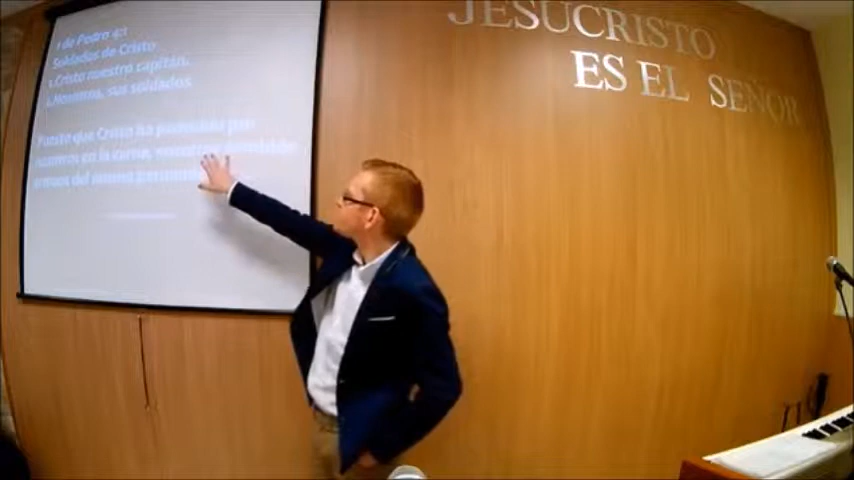 1 de Pedro 4:1
Soldados de Cristo
1.Cristo nuestro capitán.
2.Nosotros, sus soldados.
Puesto que Cristo ha padecido por
nosotros en la carne, vosotros también
armaos del mismo pensamiento
JESUCRISTO
ES EL SEÑOR